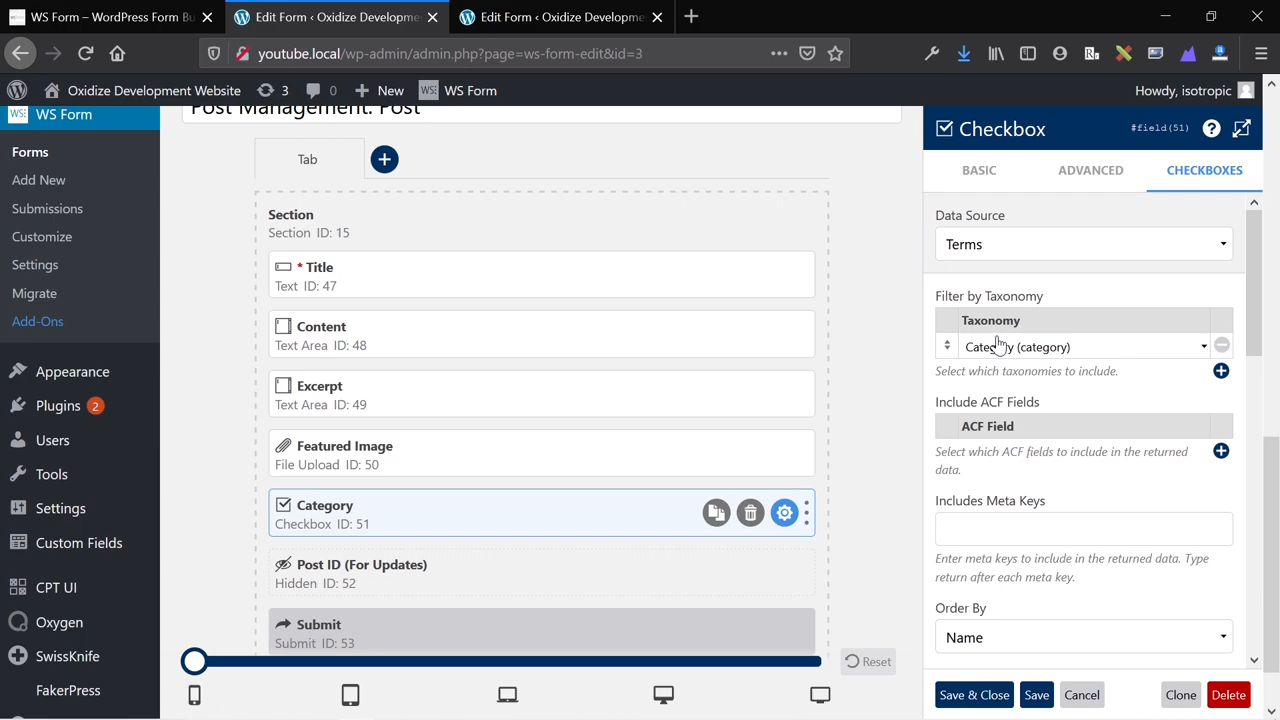 WS Form – WordPress Form Bu
Edit Form ‹ Oxidize Developme
Edit Form ‹ Oxidize Developme
youtube.local/wp-admin/admin.php?page=ws-form-edit&id=3
Oxidize Development Website
3
0
New
WS Form
Howdy, isotropic
WS Form
Forms
Add New
Submissions
Customize
Settings
Migrate
Add-Ons
Appearance
Plugins 2
Users
Tools
Settings
Custom Fields
CPT UI
Oxygen
SwissKnife
FakerPress
Post Management: Post
Tab
Section
Section ID: 15
* Title
Text ID: 47
Content
Text Area ID: 48
Excerpt
Text Area ID: 49
Featured Image
File Upload ID: 50
Category
Checkbox ID: 51
Post ID (For Updates)
Hidden ID: 52
Submit
Submit ID: 53
Reset
Checkbox
#field(51)
BASIC
ADVANCED
CHECKBOXES
Data Source
Terms
Filter by Taxonomy
Taxonomy
Category (category)
Select which taxonomies to include.
Include ACF Fields
ACF Field
Select which ACF fields to include in the returned
data.
Includes Meta Keys
Enter meta keys to include in the returned data. Type
return after each meta key.
Order By
Name
Save & Close
Save
Cancel
Clone
Delete